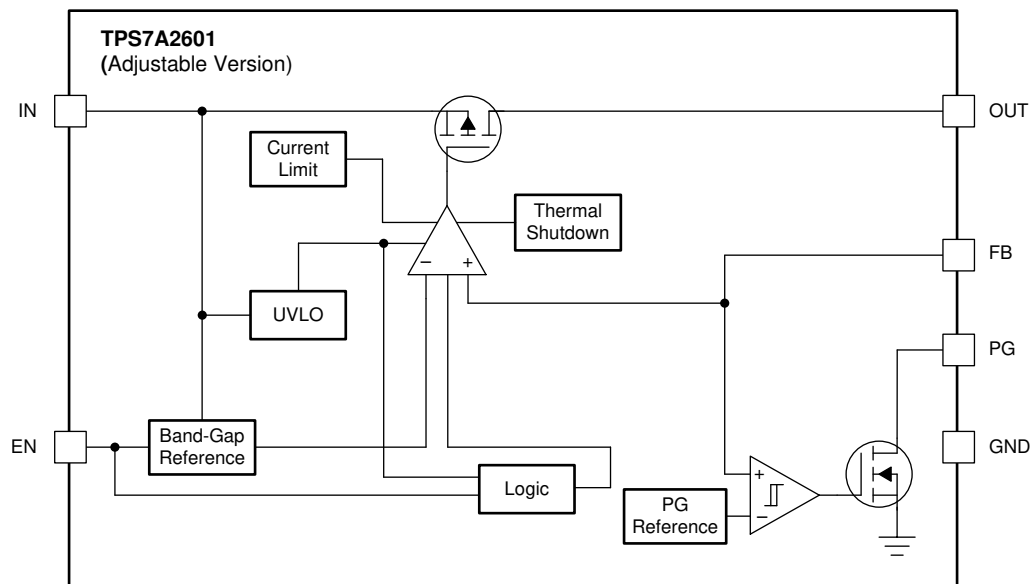 TPS7A2601
(Adjustable Version)
IN
OUT
Current
Limit
Thermal
Shutdown
− +
FB
UVLO
PG
EN
Band-Gap
Reference
GND
Logic
+
−
PG
Reference